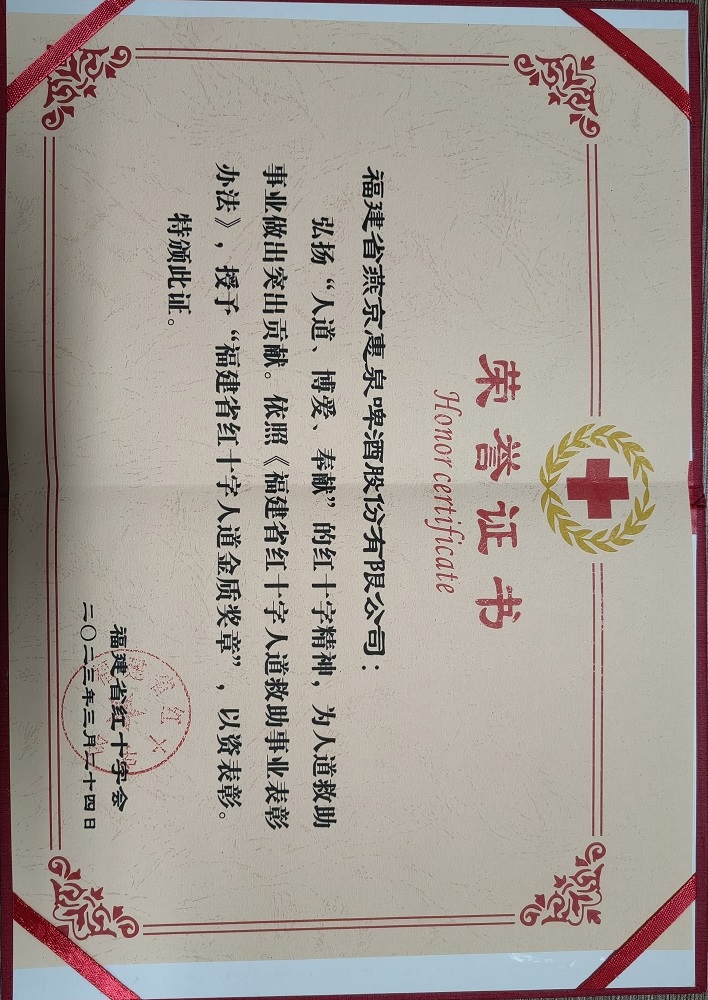 荣誉证书
Honor certificate
福建省燕京惠泉啤酒股份有限公司：
弘扬“人道、博爱、奉献”的红十字精神，为人道救助
事业做出突出贡献。依照《福建省红十字人道救助事业表彰
办法》，授予“福建省红十字人道金质奖章”，以资表彰。
特颁此证。
福建省红十字会
二〇二三年三月二十四日